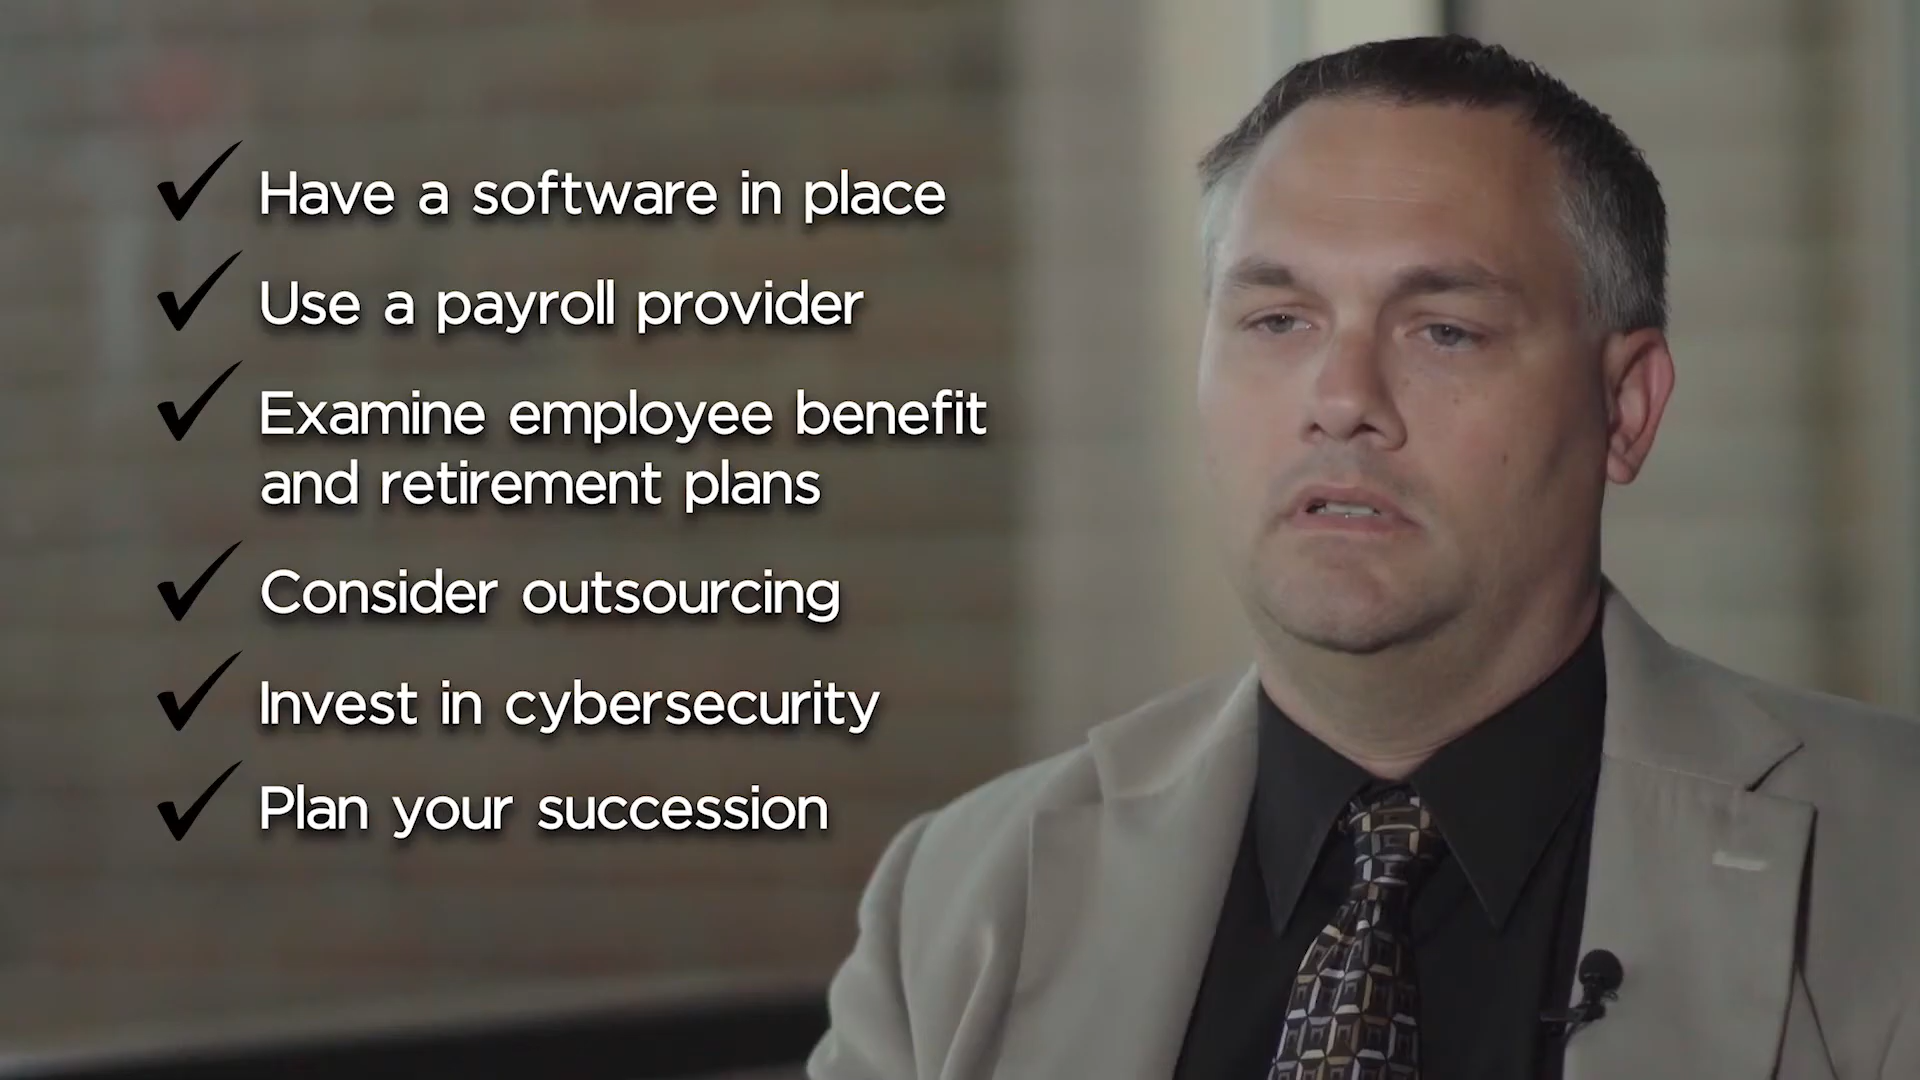 Have a software in place
Use a payroll provider
Examine employee benefit
and retirement plans
Consider outsourcing
Invest in cybersecurity
Plan your succession